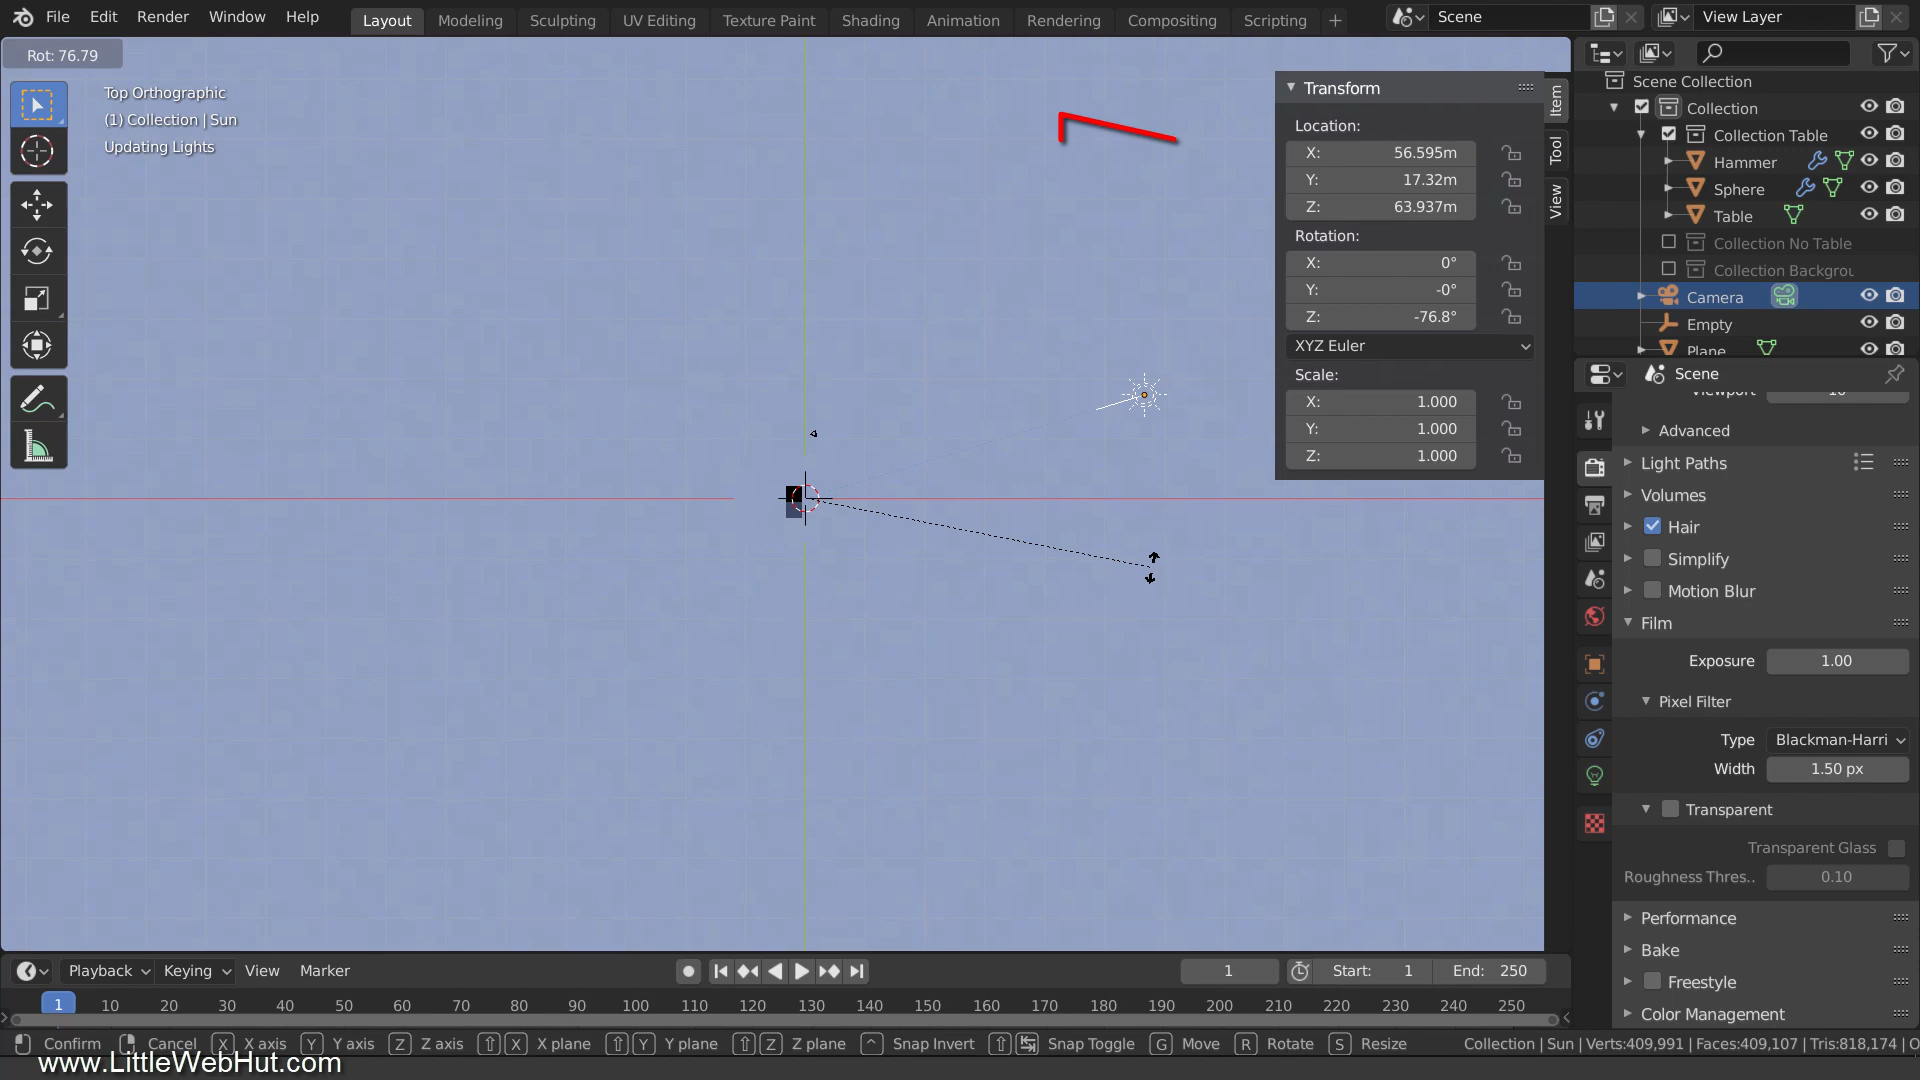 File Edit Render Window Help Layout Modeling Sculpting UV Editing Texture Paint Shading Animation Rendering Compositing Scripting + Scene View Layer
Rot: 76.79
Top Orthographic
(1) Collection | Sun
Updating Lights
Transform
Location:
X: 56.595m
Y: 17.32m
Z: 63.937m
Rotation:
X: 0°
Y: -0°
Z: -76.8°
XYZ Euler
Scale:
X: 1.000
Y: 1.000
Z: 1.000
Item
Tool
View
Scene Collection
Collection
Collection Table
Hammer
Sphere
Table
Collection No Table
Collection Backgrou
Camera
Empty
Plane
Scene
Advanced
Light Paths
Volumes
Hair
Simplify
Motion Blur
Film
Exposure 1.00
Pixel Filter
Type Blackman-Harri
Width 1.50 px
Transparent
Transparent Glass
Roughness Thres.. 0.10
Performance
Bake
Freestyle
Color Management
Playback Keying View Marker 1 Start: 1 End: 250
1 10 20 30 40 50 60 70 80 90 100 110 120 130 140 150 160 170 180 190 200 210 220 230 240 250
Confirm Cancel X X axis Y Y axis Z Z axis X X plane Y Y plane Z Z plane Snap Invert Snap Toggle G Move R Rotate S Resize Collection | Sun | Verts:409,991 | Faces:409,107 | Tris:818,174 | O
www.LittleWebHut.com